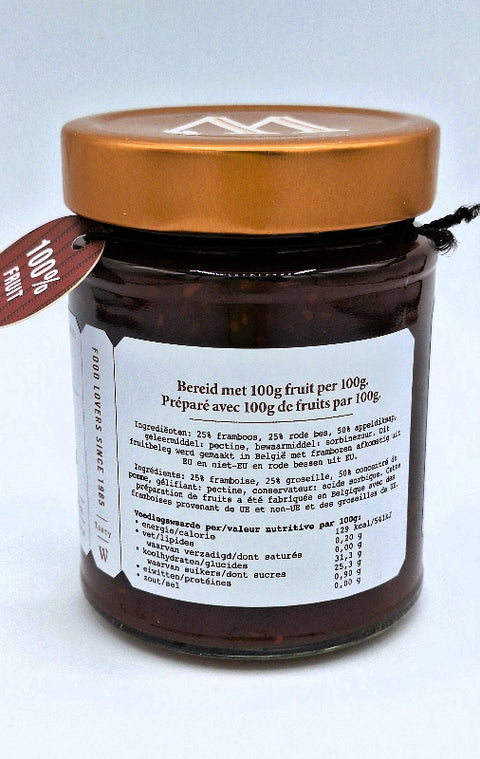 100%
FRUIT
FOOD LOVERS SINCE 1985
Tasty
W
Bereid met 100g fruit per 100g.
Préparé avec 100g de fruits par 100g.
Ingrediënten: 25% framboos, 25% rode bes, 50% appeldiksap,
geleermiddel: pectine, bewaarmiddel: sorbinezuur. Dit
fruitbeleg werd gemaakt in België met frambozen afkomstig uit
EU en niet-EU en rode bessen uit EU.
Ingrédients: 25% framboise, 25% groseille, 50% concentré de
pomme, gélifiant: pectine, conservateur: acide sorbique. Cette
préparation de fruits a été fabriquée en Belgique avec des
framboises provenant de UE et non-UE et des groseilles de UE.
Voedingswaarde per/valeur nutritive par 100g:
• energie/calorie 129 kcal/541kJ
• vet/lipides 0,20 g
waarvan verzadigd/dont saturés 0,00 g
• koolhydraten/glucides 31,3 g
waarvan suikers/dont sucres 25,3 g
• eiwitten/protéines 0,90 g
• zout/sel 0,00 g